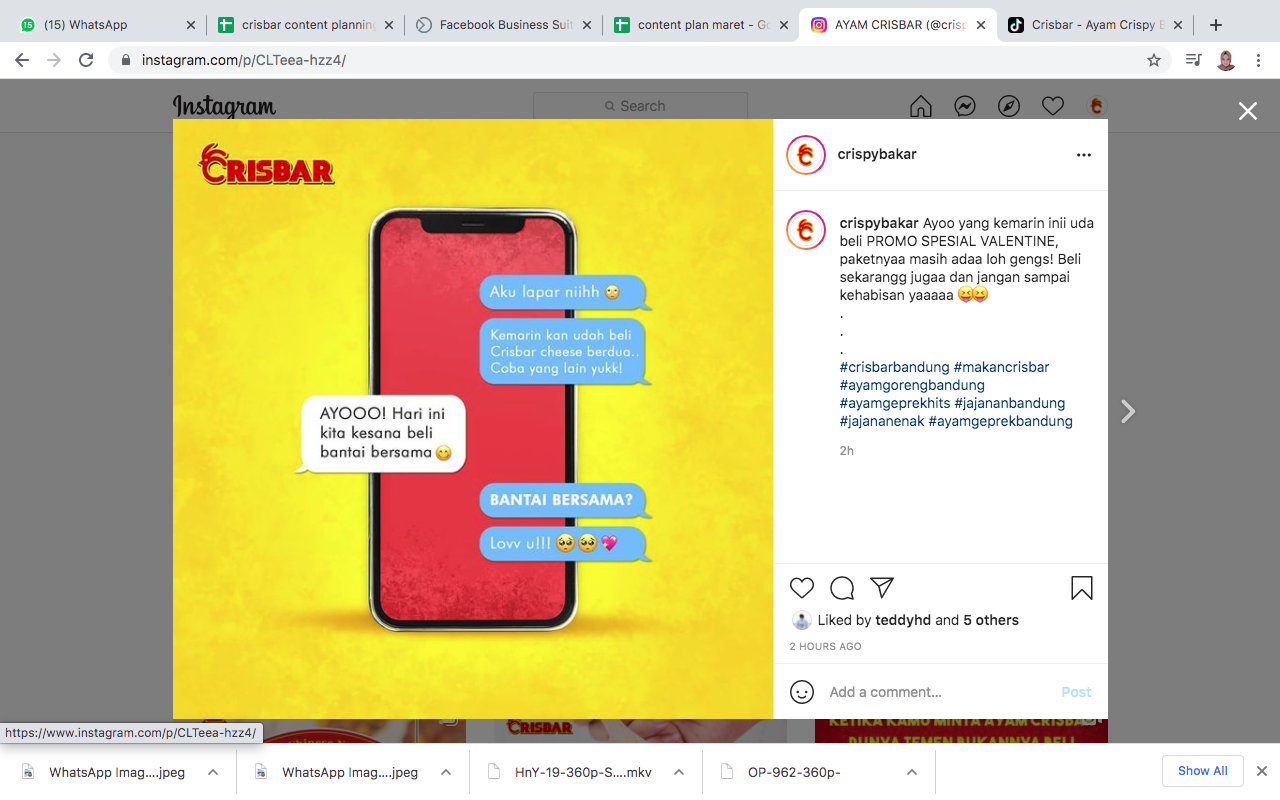 (15) WhatsApp
crisbar content planning
Facebook Business Suit
content plan maret - Go
AYAM CRISBAR (@crisp
Crisbar - Ayam Crispy B
instagram.com/p/CLTeea-hzz4/
Instagram
Search
CRISBAR
Aku lapar niihh 🙄
Kemarin kan udah beli
Crisbar cheese berdua..
Coba yang lain yukk!
AYOOO! Hari ini
kita kesana beli
bantai bersama 😋
BANTAI BERSAMA?
Lovv u!!! 🥺🥺💖
crispybakar
crispybakar Ayoo yang kemarin inii uda
beli PROMO SPESIAL VALENTINE,
paketnyaa masih adaa loh gengs! Beli
sekarangg jugaa dan jangan sampai
kehabisan yaaaaa 😝😝
.
.
.
#crisbarbandung #makancrisbar
#ayamgorengbandung
#ayamgeprekhits #jajananbandung
#jajananenak #ayamgeprekbandung
2h
Liked by teddyhd and 5 others
2 HOURS AGO
Add a comment...
Post
CRISBAR
KETIKA KAMU MINTA AYAM CRISBAR
DUNYA TEMEN BUKANNYA BELI
https://www.instagram.com/p/CLTeea-hzz4/
WhatsApp Imag....jpeg
WhatsApp Imag....jpeg
HnY-19-360p-S....mkv
OP-962-360p-
Show All